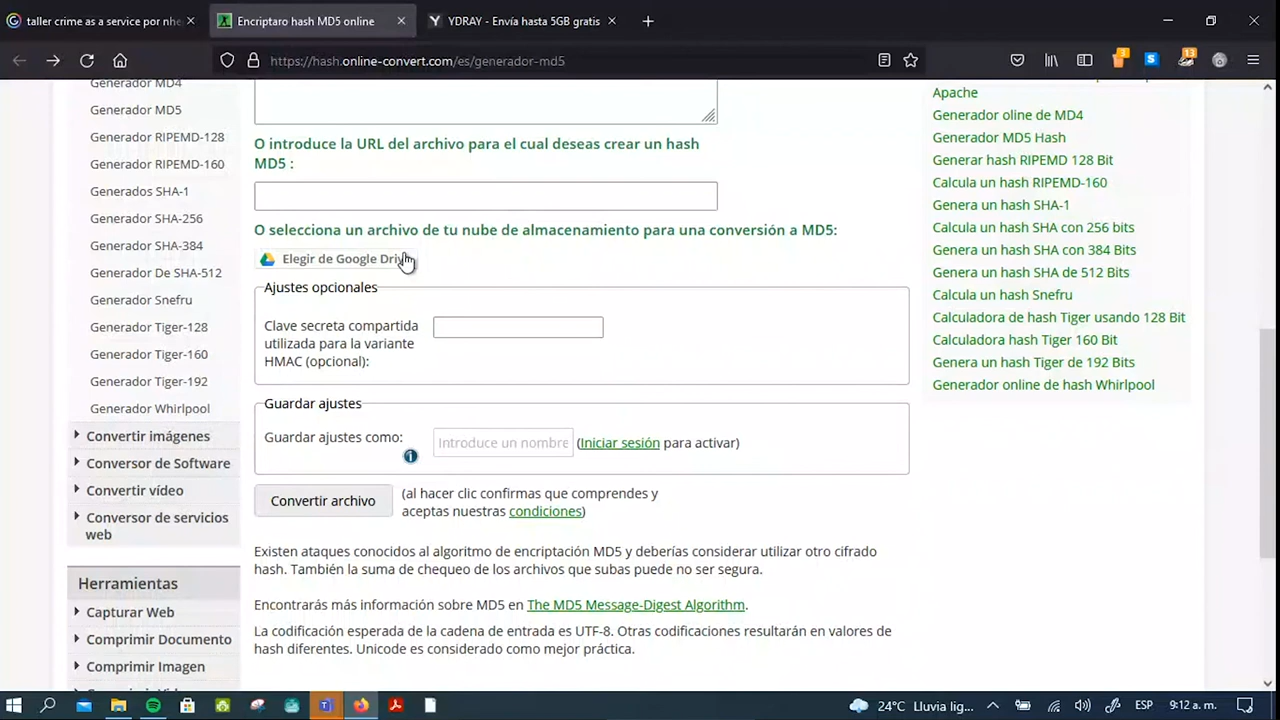 taller crime as a service por nhe
Encriptaro hash MD5 online
YDRAY - Envía hasta 5GB gratis
https://hash.online-convert.com/es/generador-md5
3
13
Generador MD4
Generador MD5
Generador RIPEMD-128
Generador RIPEMD-160
Generados SHA-1
Generador SHA-256
Generador SHA-384
Generador De SHA-512
Generador Snefru
Generador Tiger-128
Generador Tiger-160
Generador Tiger-192
Generador Whirlpool
Convertir imágenes
Conversor de Software
Convertir vídeo
Conversor de servicios
web
Herramientas
Capturar Web
Comprimir Documento
Comprimir Imagen
O introduce la URL del archivo para el cual deseas crear un hash
MD5 :
O selecciona un archivo de tu nube de almacenamiento para una conversión a MD5:
Elegir de Google Drive
Ajustes opcionales
Clave secreta compartida
utilizada para la variante
HMAC (opcional):
Guardar ajustes
Guardar ajustes como:
Introduce un nombre
(Iniciar sesión para activar)
Convertir archivo
(al hacer clic confirmas que comprendes y
aceptas nuestras condiciones)
Existen ataques conocidos al algoritmo de encriptación MD5 y deberías considerar utilizar otro cifrado
hash. También la suma de chequeo de los archivos que subas puede no ser segura.
Encontrarás más información sobre MD5 en The MD5 Message-Digest Algorithm.
La codificación esperada de la cadena de entrada es UTF-8. Otras codificaciones resultarán en valores de
hash diferentes. Unicode es considerado como mejor práctica.
Apache
Generador oline de MD4
Generador MD5 Hash
Generar hash RIPEMD 128 Bit
Calcula un hash RIPEMD-160
Genera un hash SHA-1
Calcula un hash SHA con 256 bits
Genera un hash SHA con 384 Bits
Genera un hash SHA de 512 Bits
Calcula un hash Snefru
Calculadora de hash Tiger usando 128 Bit
Calculadora hash Tiger 160 Bit
Genera un hash Tiger de 192 Bits
Generador online de hash Whirlpool
24°C Lluvia lig...
ESP
9:12 a. m.